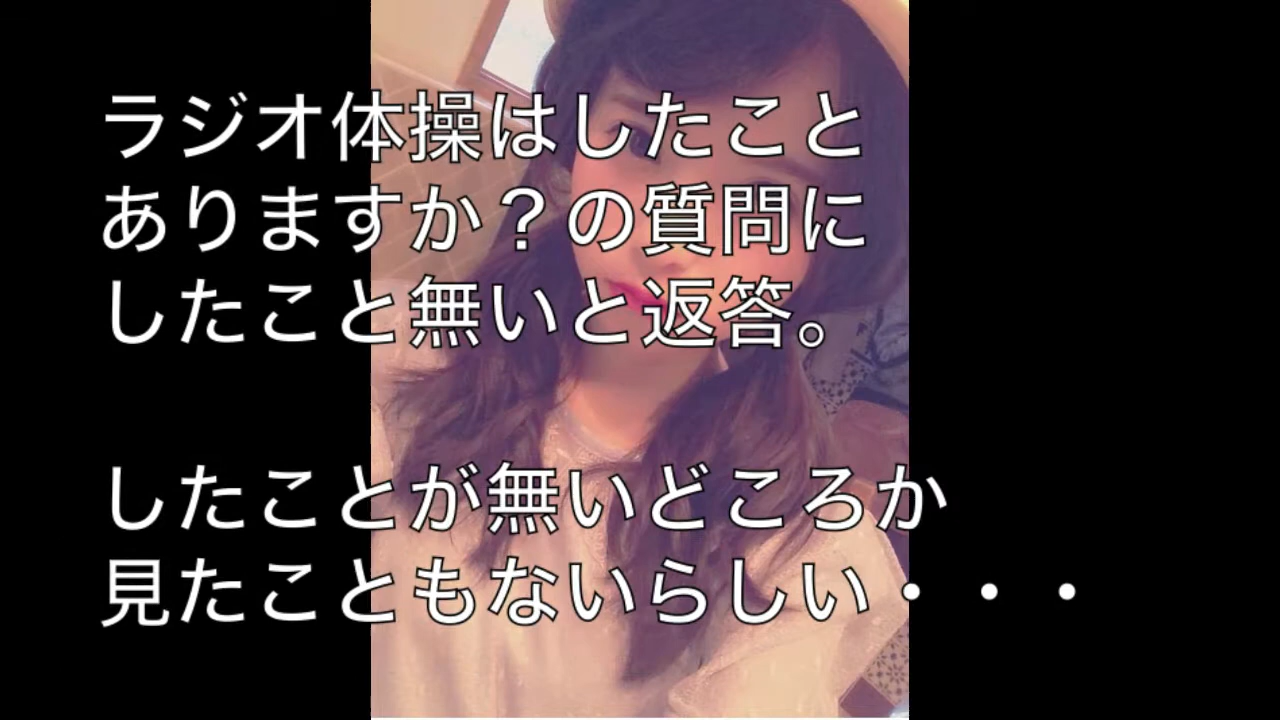 ラジオ体操はしたこと
ありますか？の質問に
したこと無いと返答。
したことが無いどころか
見たこともないらしい・・・